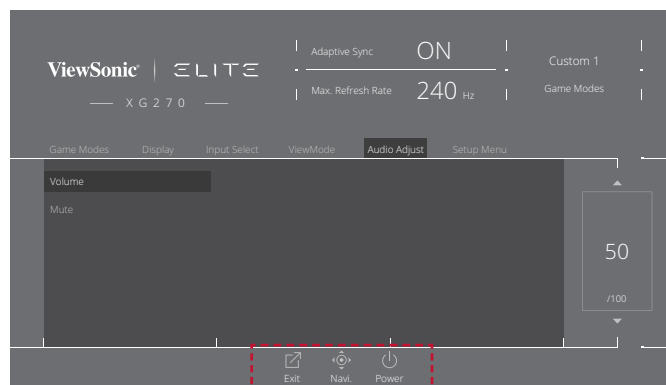 ViewSonic® ELITE
XG270
Adaptive Sync ON
Max. Refresh Rate 240 Hz
Custom 1
Game Modes
Game Modes Display Input Select ViewMode Audio Adjust Setup Menu
Volume
Mute
50
/100
Exit Navi. Power